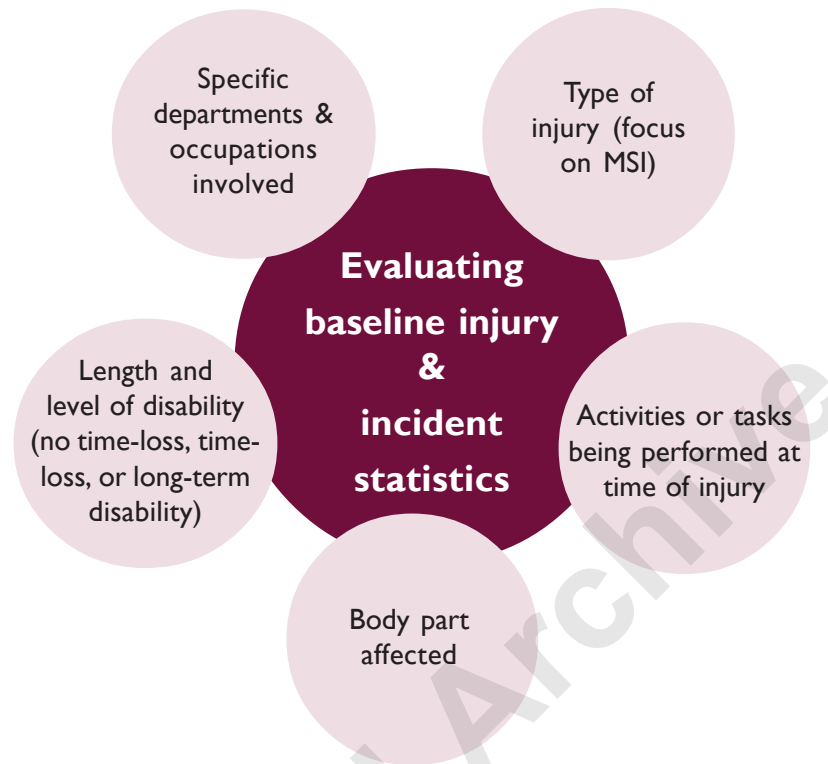 Specific
departments &
occupations
involved
Type of
injury (focus
on MSI)
Evaluating
baseline injury
&
incident
statistics
Length and
level of disability
(no time-loss, time-
loss, or long-term
disability)
Activities or tasks
being performed at
time of injury
Body part
affected
Archive